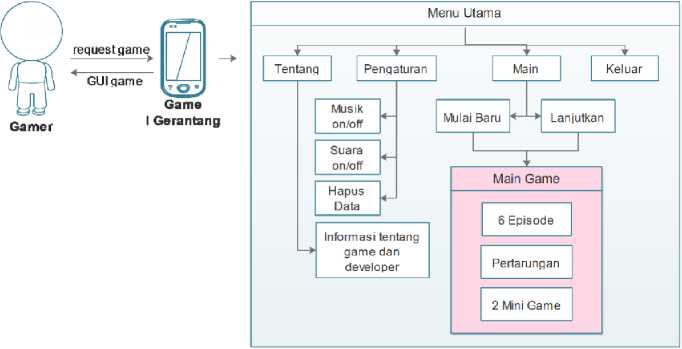 request game
GUI game
Gamer
Game
I Gerantang
Menu Utama
Tentang
Pengaturan
Main
Keluar
Musik
on/off
Suara
on/off
Hapus
Data
Informasi tentang
game dan
developer
Mulai Baru
Lanjutkan
Main Game
6 Episode
Pertarungan
2 Mini Game